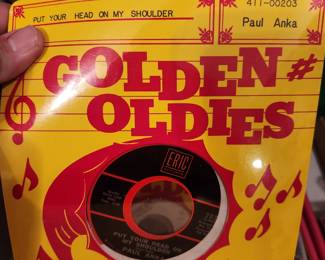 PUT YOUR HEAD ON MY SHOULDER
411-00203
Paul Anka
GOLDEN
OLDIES
ERIC
PUT YOUR HEAD ON
MY SHOULDER
PAUL ANKA